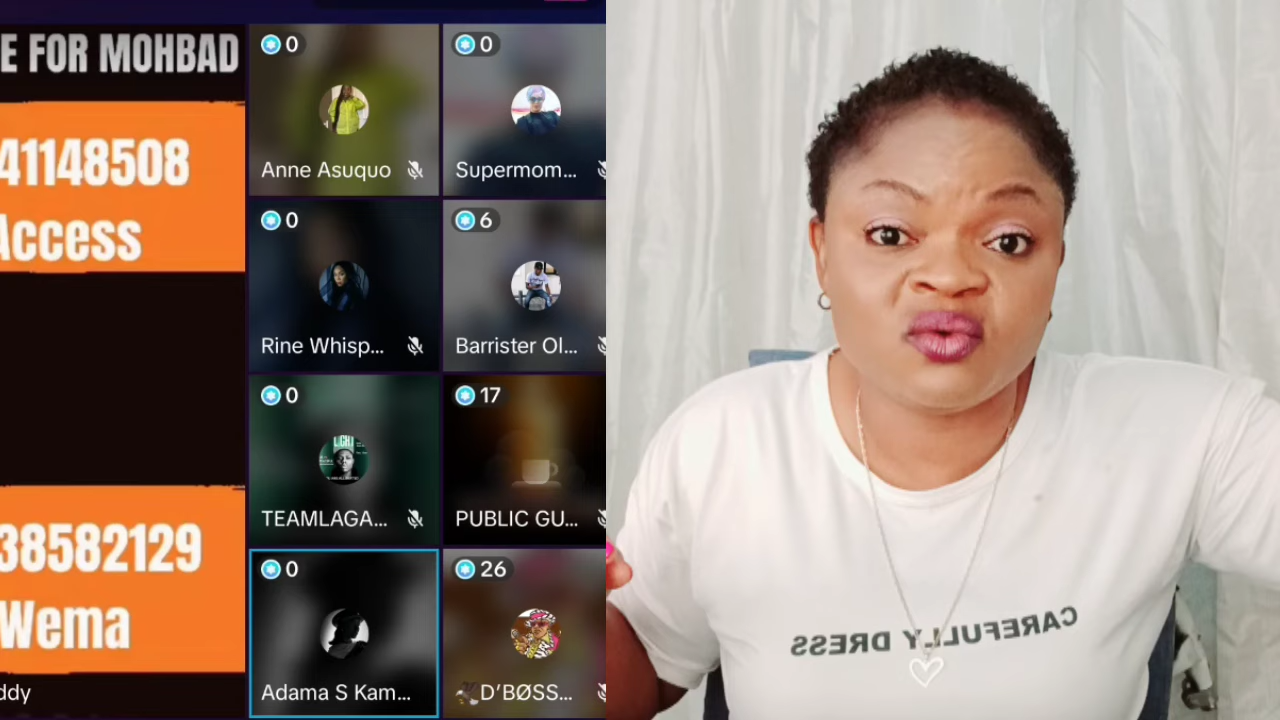 E FOR MOHBAD
41148508
Access
38582129
Wema
ddy
0
Anne Asuquo
0
Supermom...
0
Rine Whisp...
6
Barrister Ol...
0
TEAMLAGA...
17
PUBLIC GU...
0
Adama S Kam...
26
D'BØSS...
LIGHT
CAREFULLY DRESS